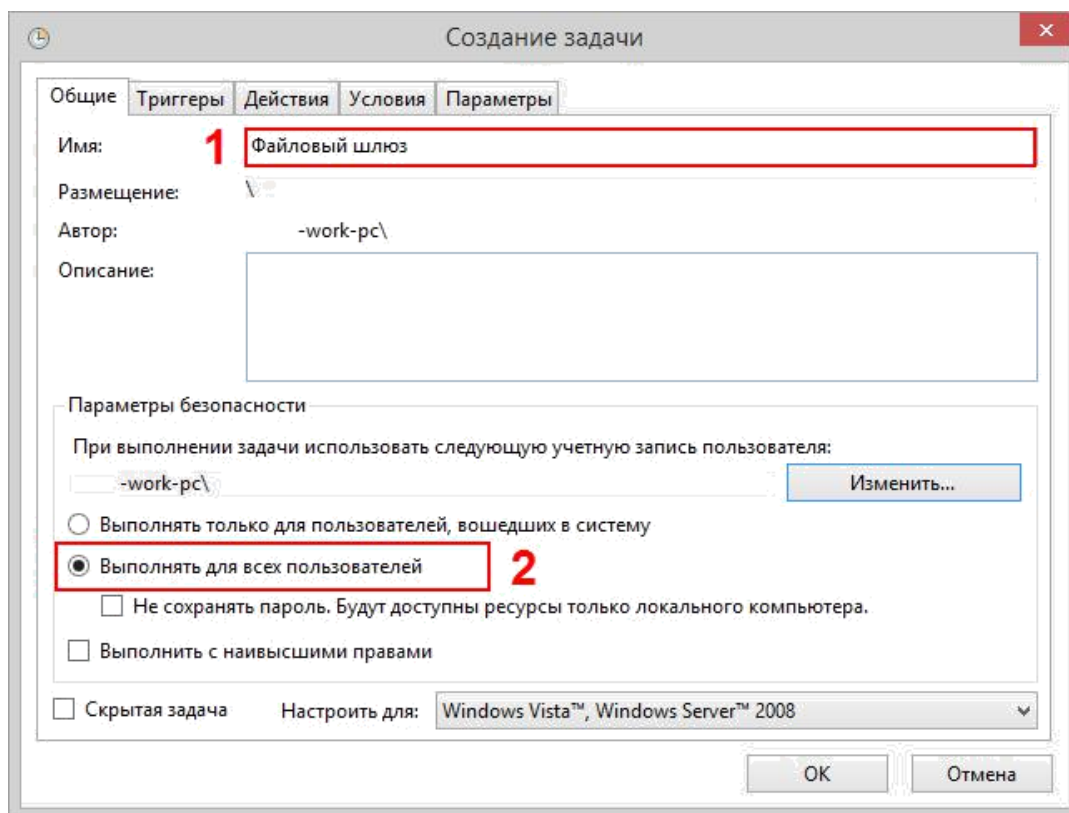 Создание задачи
Общие Триггеры Действия Условия Параметры
Имя: 1 Файловый шлюз
Размещение: \
Автор: -work-pc\
Описание:
Параметры безопасности
При выполнении задачи использовать следующую учетную запись пользователя:
-work-pc\ Изменить...
Выполнять только для пользователей, вошедших в систему
Выполнять для всех пользователей 2
Не сохранять пароль. Будут доступны ресурсы только локального компьютера.
Выполнить с наивысшими правами
Скрытая задача Настроить для: Windows Vista™, Windows Server™ 2008
OK Отмена